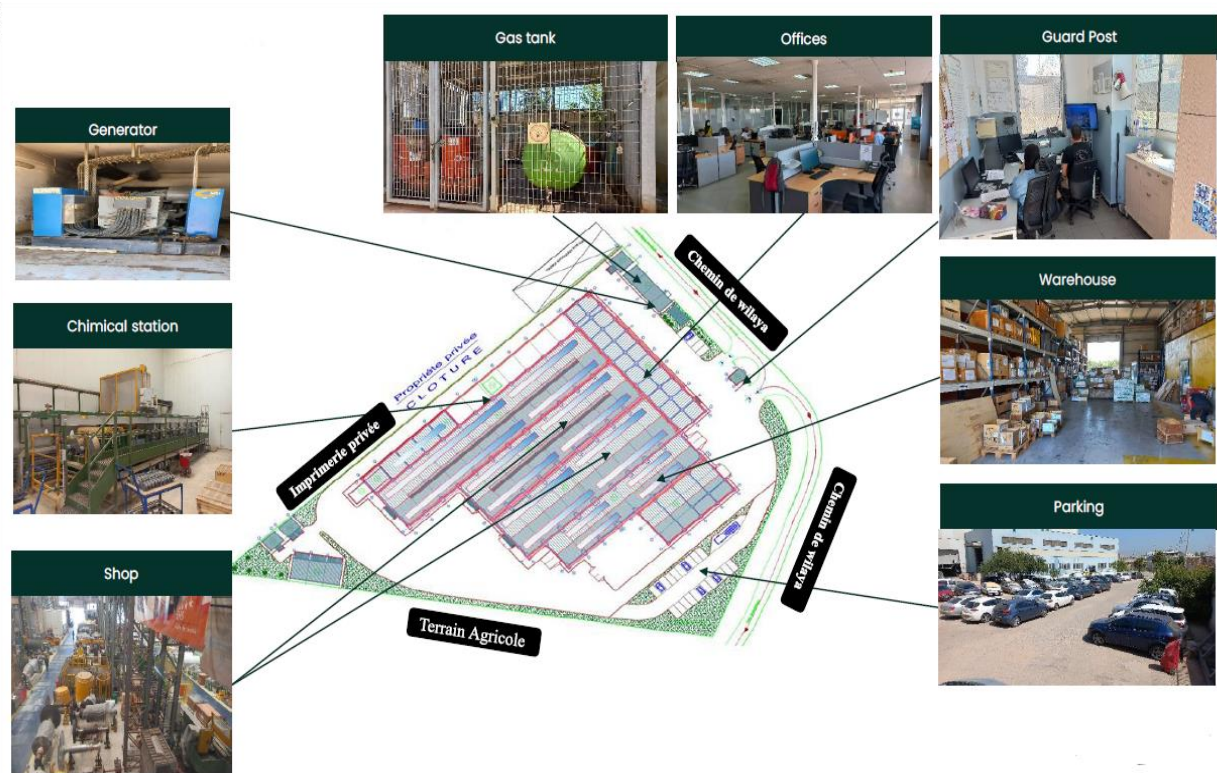 Gas tank
Offices
Guard Post
Generator
Chimical station
Shop
Warehouse
Parking
Chemin de wilaya
Propriété privée
CLOTURE
Imprimerie privée
Chemin de wilaya
Terrain Agricole